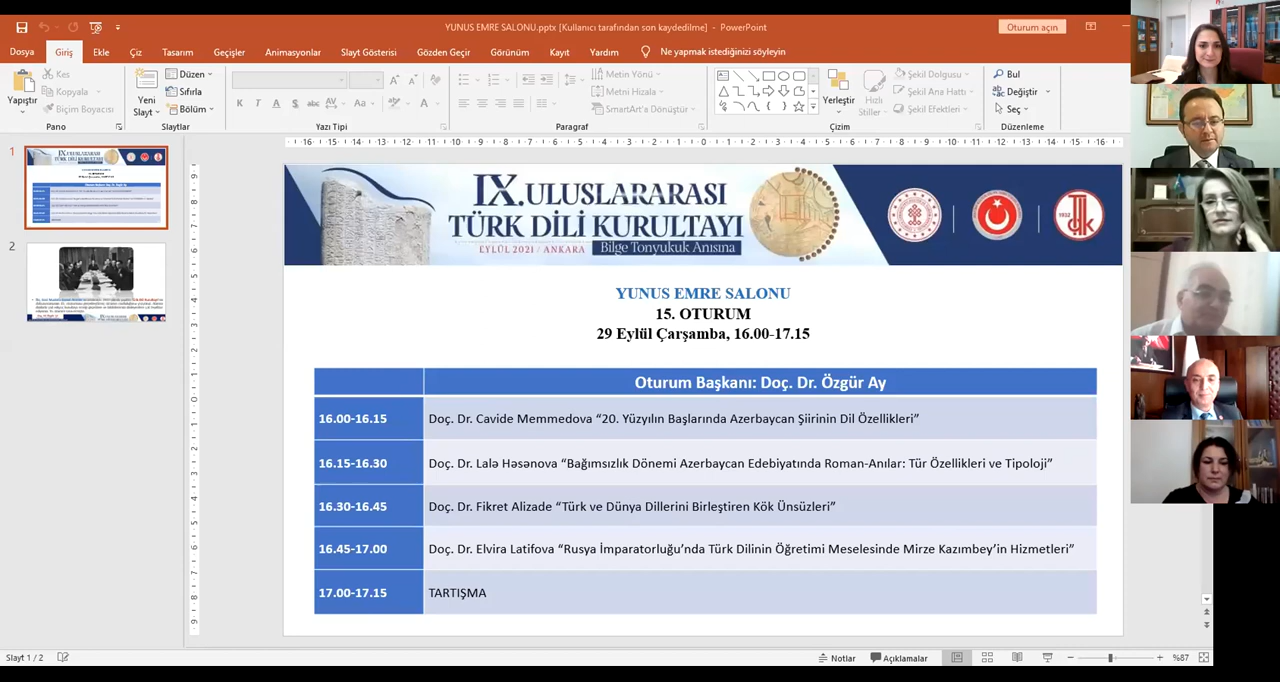 YUNUS EMRE SALONU.pptx [Kullanıcı tarafından son kaydedilme] - PowerPoint
Oturum açın
Dosya Giriş Ekle Çiz Tasarım Geçişler Animasyonlar Slayt Gösterisi Gözden Geçir Görünüm Kayıt Yardım Ne yapmak istediğinizi söyleyin
Yapıştır
Kes
Kopyala
Biçim Boyacısı
Pano
Yeni Slayt
Düzen
Sıfırla
Bölüm
Slaytlar
K T A S abc AV Aa A
Yazı Tipi
Metin Yönü
Metni Hizala
SmartArt'a Dönüştür
Paragraf
Yerleştir
Hızlı Stiller
Şekil Dolgusu
Şekil Ana Hattı
Şekil Efektleri
Çizim
Bul
Değiştir
Seç
Düzenleme
1
2
IX.ULUSLARARASI
TÜRK DİLİ KURULTAYI
EYLÜL 2021 / ANKARA Bilge Tonyukuk Anısına
1932
YUNUS EMRE SALONU
15. OTURUM
29 Eylül Çarşamba, 16.00-17.15
Oturum Başkanı: Doç. Dr. Özgür Ay
16.00-16.15 Doç. Dr. Cavide Memmedova “20. Yüzyılın Başlarında Azerbaycan Şiirinin Dil Özellikleri”
16.15-16.30 Doç. Dr. Lalə Həsənova “Bağımsızlık Dönemi Azerbaycan Edebiyatında Roman-Anılar: Tür Özellikleri ve Tipoloji”
16.30-16.45 Doç. Dr. Fikret Alizade “Türk ve Dünya Dillerini Birleştiren Kök Ünsüzleri”
16.45-17.00 Doç. Dr. Elvira Latifova “Rusya İmparatorluğu’nda Türk Dilinin Öğretimi Meselesinde Mirze Kazımbey’in Hizmetleri”
17.00-17.15 TARTIŞMA
Slayt 1 / 2
Notlar
Açıklamalar
%87